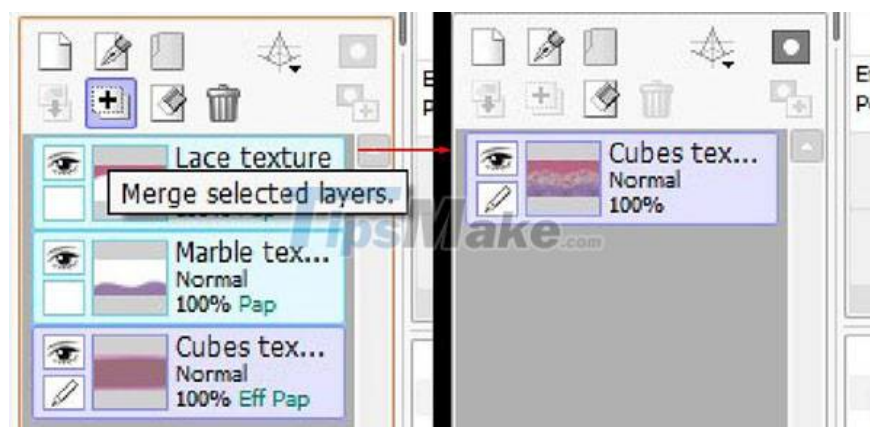 Lace texture
Merge selected layers.
Marble tex...
Normal
100% Pap
Cubes tex...
Normal
100% Eff Pap
E
P
Cubes tex...
Normal
100%
E
P
TipsMake.com